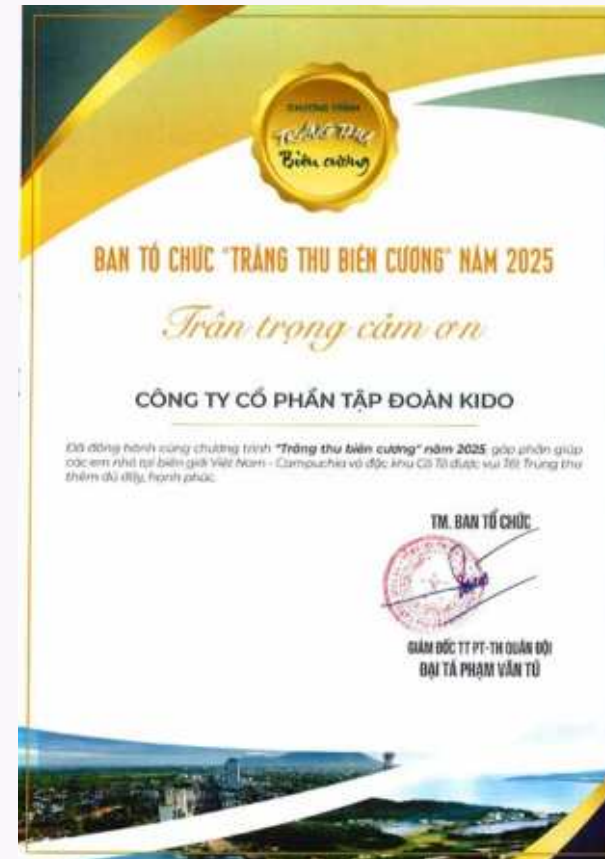 CHƯƠNG TRÌNH
TRĂNG THU
Biên cương
BAN TỔ CHỨC "TRĂNG THU BIÊN CƯƠNG" NĂM 2025
Trân trọng cảm ơn
CÔNG TY CỔ PHẦN TẬP ĐOÀN KIDO
Đã đồng hành cùng chương trình "Trăng thu biên cương" năm 2025, góp phần giúp
các em nhỏ tại biên giới Việt Nam - Campuchia và đặc khu Cô Tô được vui Tết Trung thu
thêm đủ đầy, hạnh phúc.
TM. BAN TỔ CHỨC
GIÁM ĐỐC TT PT-TH QUÂN ĐỘI
ĐẠI TÁ PHẠM VĂN TÚ